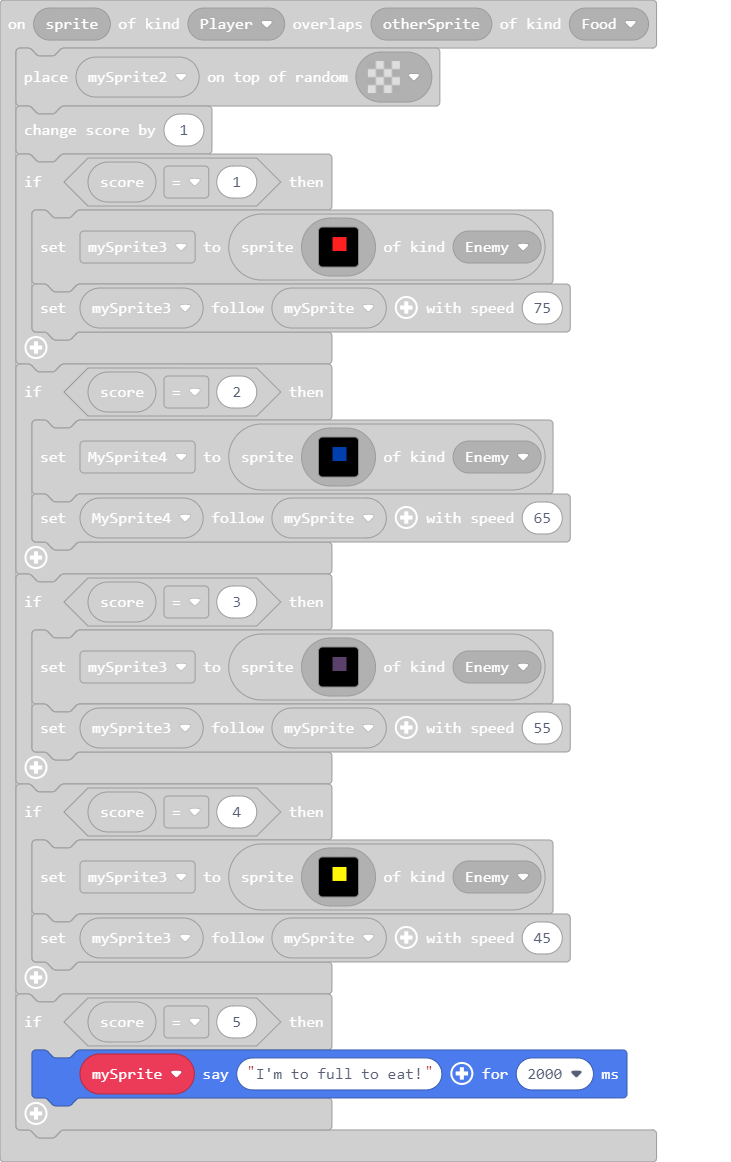 on sprite of kind Player overlaps otherSprite of kind Food
place mySprite2 on top of random
change score by 1
if score = 1 then
set mySprite3 to sprite of kind Enemy
set mySprite3 follow mySprite with speed 75
if score = 2 then
set MySprite4 to sprite of kind Enemy
set MySprite4 follow mySprite with speed 65
if score = 3 then
set mySprite3 to sprite of kind Enemy
set mySprite3 follow mySprite with speed 55
if score = 4 then
set mySprite3 to sprite of kind Enemy
set mySprite3 follow mySprite with speed 45
if score = 5 then
mySprite say "I'm to full to eat!" for 2000 ms